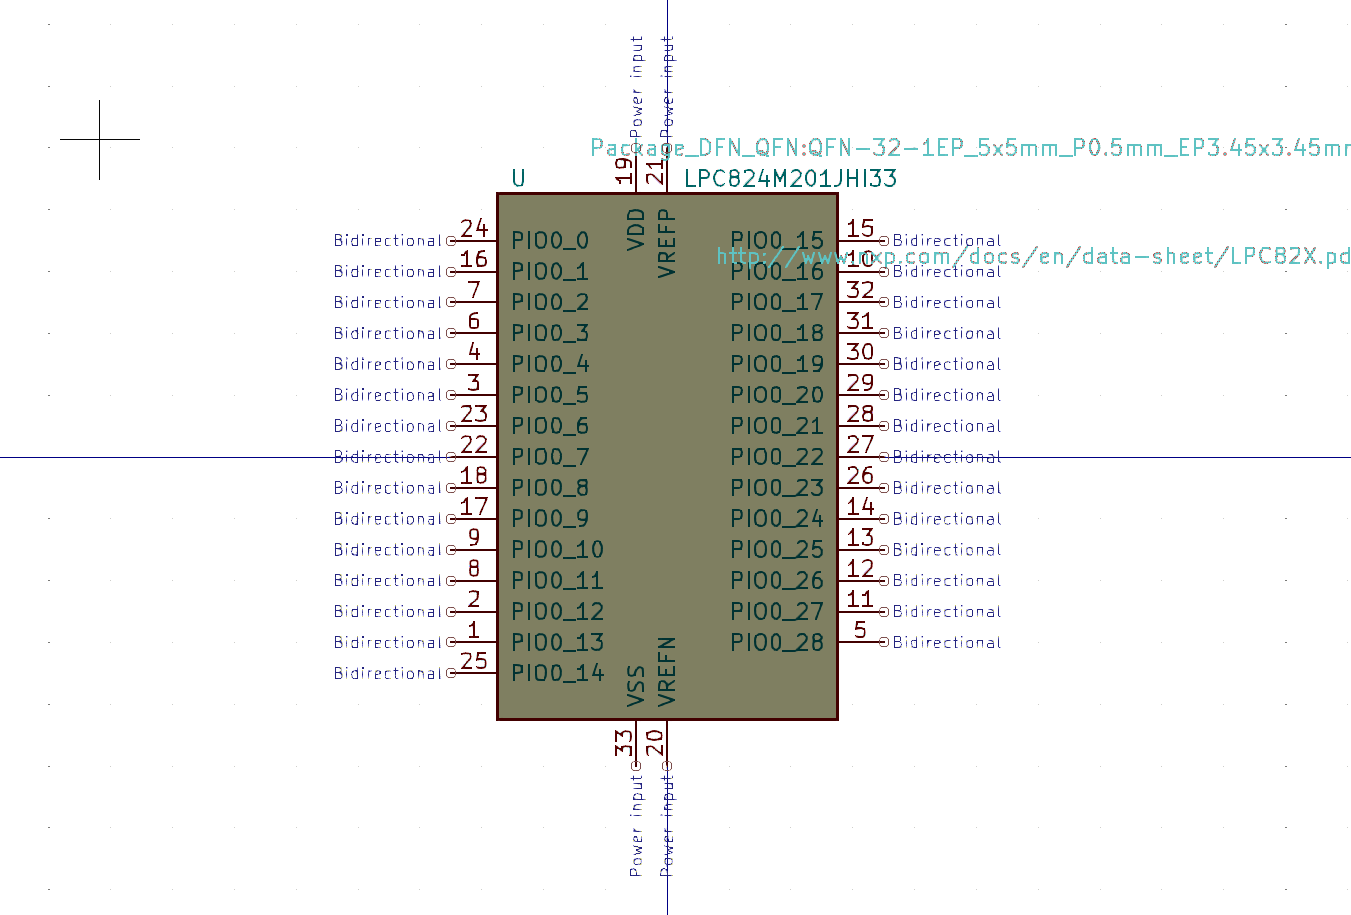 Power input Power input
Package_DFN_QFN:QFN-32-1EP_5x5mm_P0.5mm_EP3.45x3.45mm
19 21
U LPC824M201JHI33
VDD VREFP
Bidirectional 24 PIO0_0 PIO0_15 15 Bidirectional
http://www.nxp.com/docs/en/data-sheet/LPC82X.pd
Bidirectional 16 PIO0_1 PIO0_16 10 Bidirectional
Bidirectional 7 PIO0_2 PIO0_17 32 Bidirectional
Bidirectional 6 PIO0_3 PIO0_18 31 Bidirectional
Bidirectional 4 PIO0_4 PIO0_19 30 Bidirectional
Bidirectional 3 PIO0_5 PIO0_20 29 Bidirectional
Bidirectional 23 PIO0_6 PIO0_21 28 Bidirectional
Bidirectional 22 PIO0_7 PIO0_22 27 Bidirectional
Bidirectional 18 PIO0_8 PIO0_23 26 Bidirectional
Bidirectional 17 PIO0_9 PIO0_24 14 Bidirectional
Bidirectional 9 PIO0_10 PIO0_25 13 Bidirectional
Bidirectional 8 PIO0_11 PIO0_26 12 Bidirectional
Bidirectional 2 PIO0_12 PIO0_27 11 Bidirectional
Bidirectional 1 PIO0_13 PIO0_28 5 Bidirectional
Bidirectional 25 PIO0_14
VSS VREFN
33 20
Power input Power input